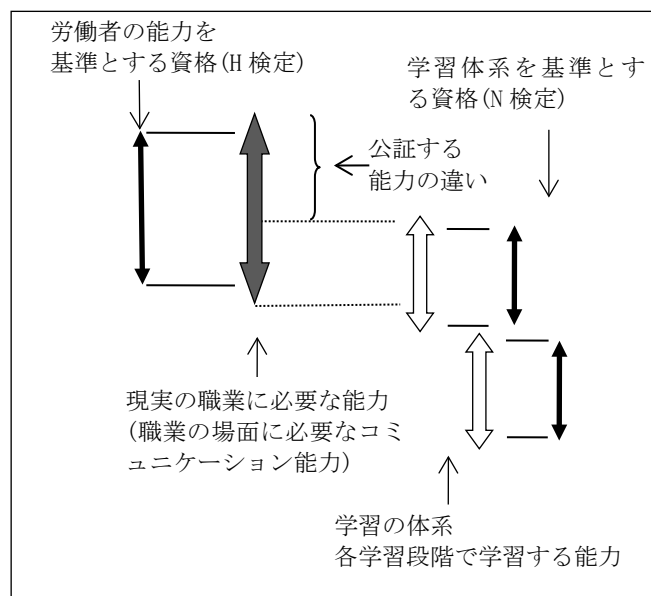 労働者の能力を
基準とする資格(H 検定)
学習体系を基準とす
る資格(N 検定)
公証する
能力の違い
現実の職業に必要な能力
(職業の場面に必要なコミ
ュニケーション能力)
学習の体系
各学習段階で学習する能力